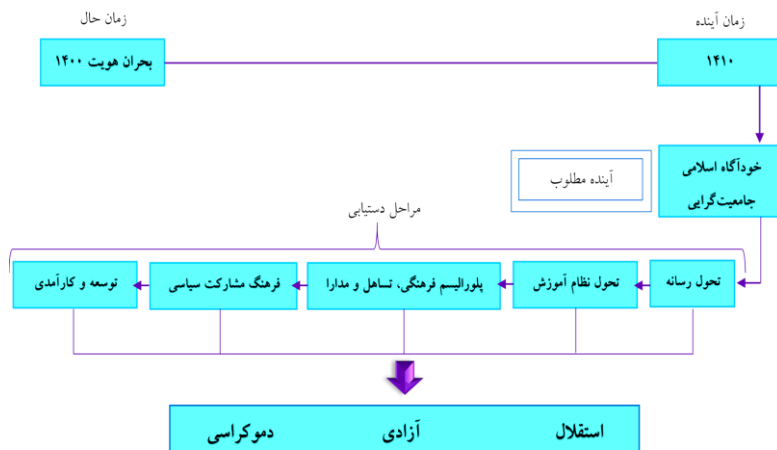 زمان آینده
زمان حال
۱۴۱۰
بحران هویت ۱۴۰۰
خودآگاه اسلامی
جامعیت‌گرایی
آینده مطلوب
مراحل دستیابی
تحول رسانه
تحول نظام آموزش
پلورالیسم فرهنگی، تساهل و مدارا
فرهنگ مشارکت سیاسی
توسعه و کارآمدی
استقلال آزادی دموکراسی